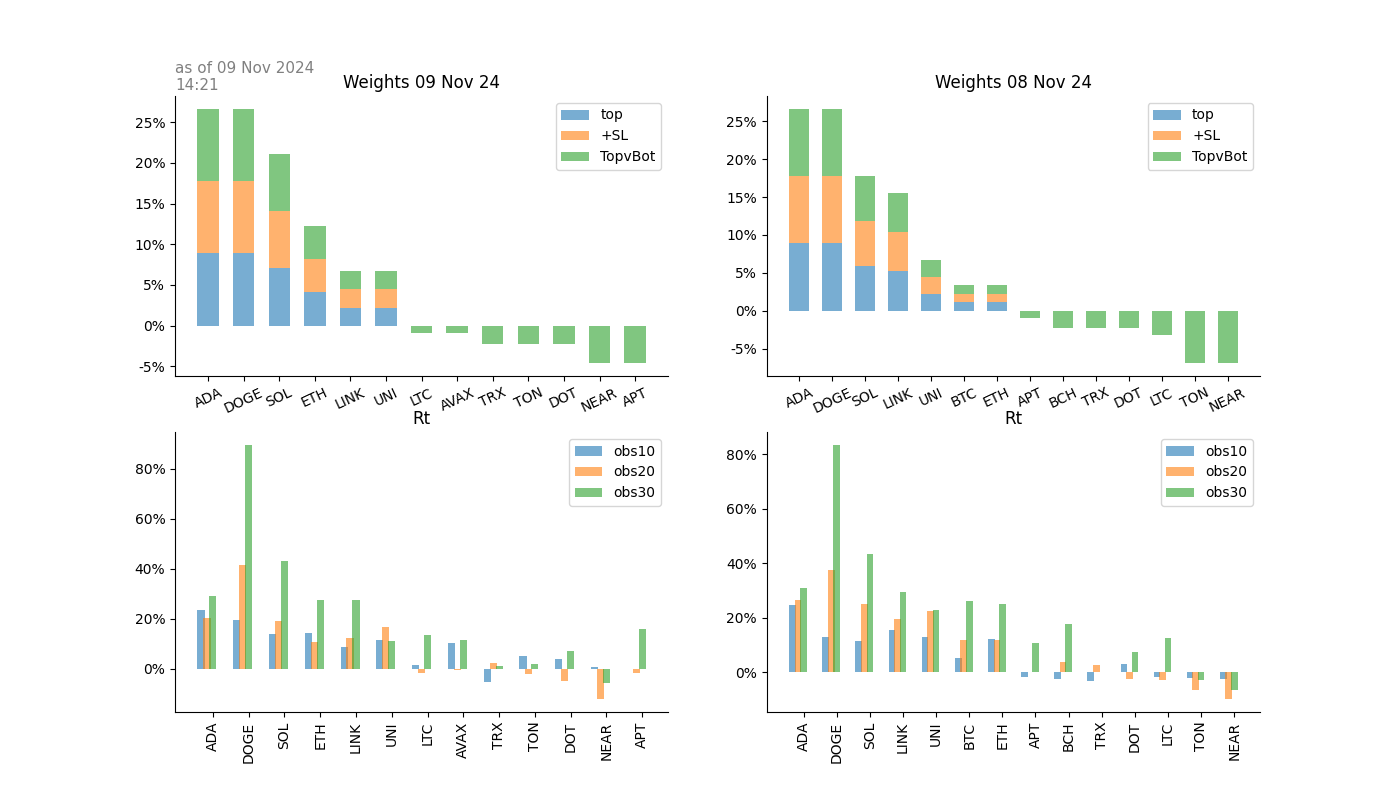 as of 09 Nov 2024
14:21
Weights 09 Nov 24
25%
20%
15%
10%
5%
0%
-5%
top
+SL
TopvBot
ADA DOGE SOL ETH LINK UNI LTC AVAX TRX TON DOT NEAR APT
Weights 08 Nov 24
25%
20%
15%
10%
5%
0%
-5%
top
+SL
TopvBot
ADA DOGE SOL LINK UNI BTC ETH APT BCH TRX DOT LTC TON NEAR
Rt
80%
60%
40%
20%
0%
obs10
obs20
obs30
ADA DOGE SOL ETH LINK UNI LTC AVAX TRX TON DOT NEAR APT
Rt
80%
60%
40%
20%
0%
obs10
obs20
obs30
ADA DOGE SOL LINK UNI BTC ETH APT BCH TRX DOT LTC TON NEAR